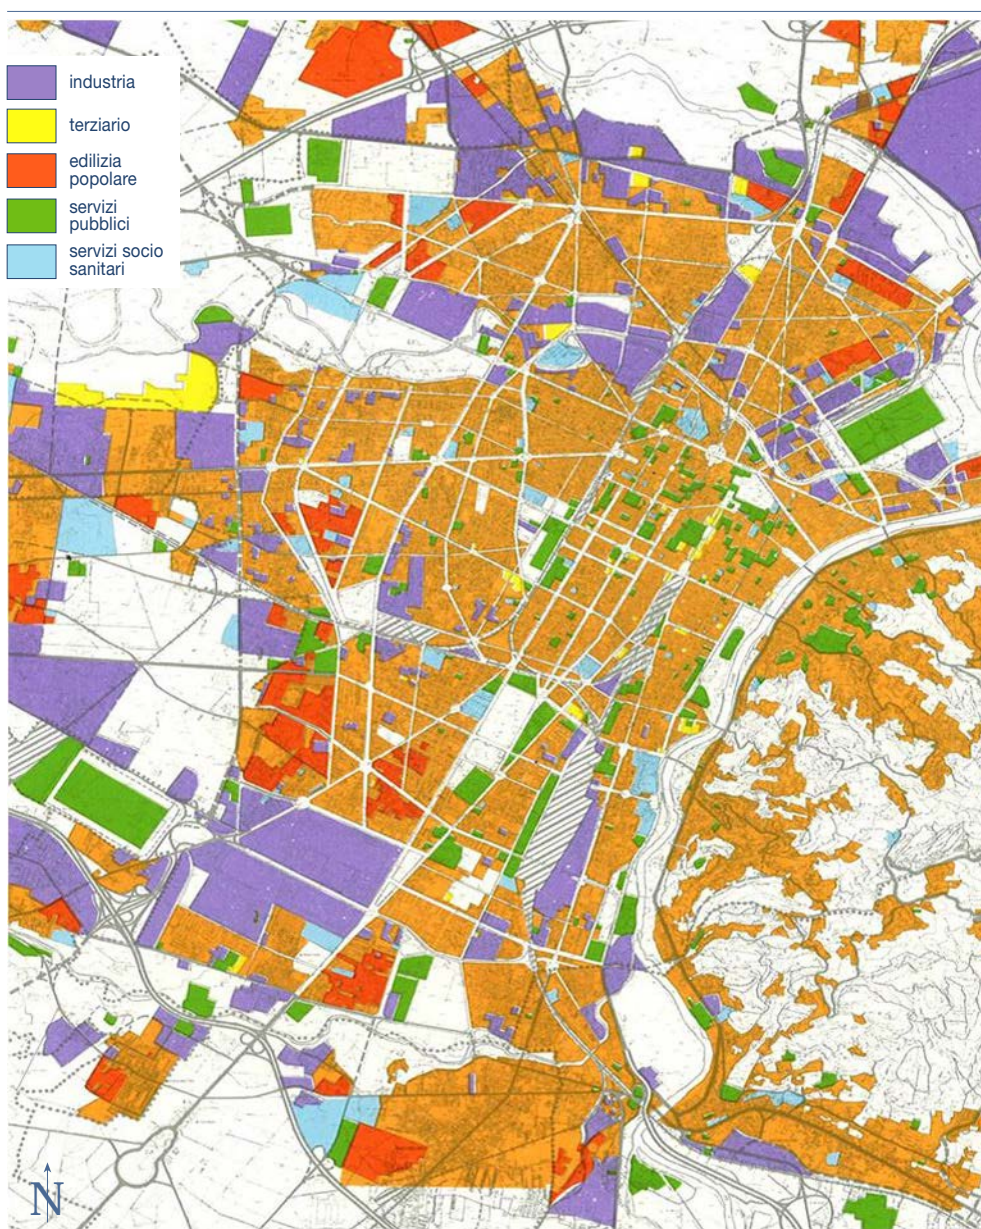 industria
terziario
edilizia
popolare
servizi
pubblici
servizi socio
sanitari
N